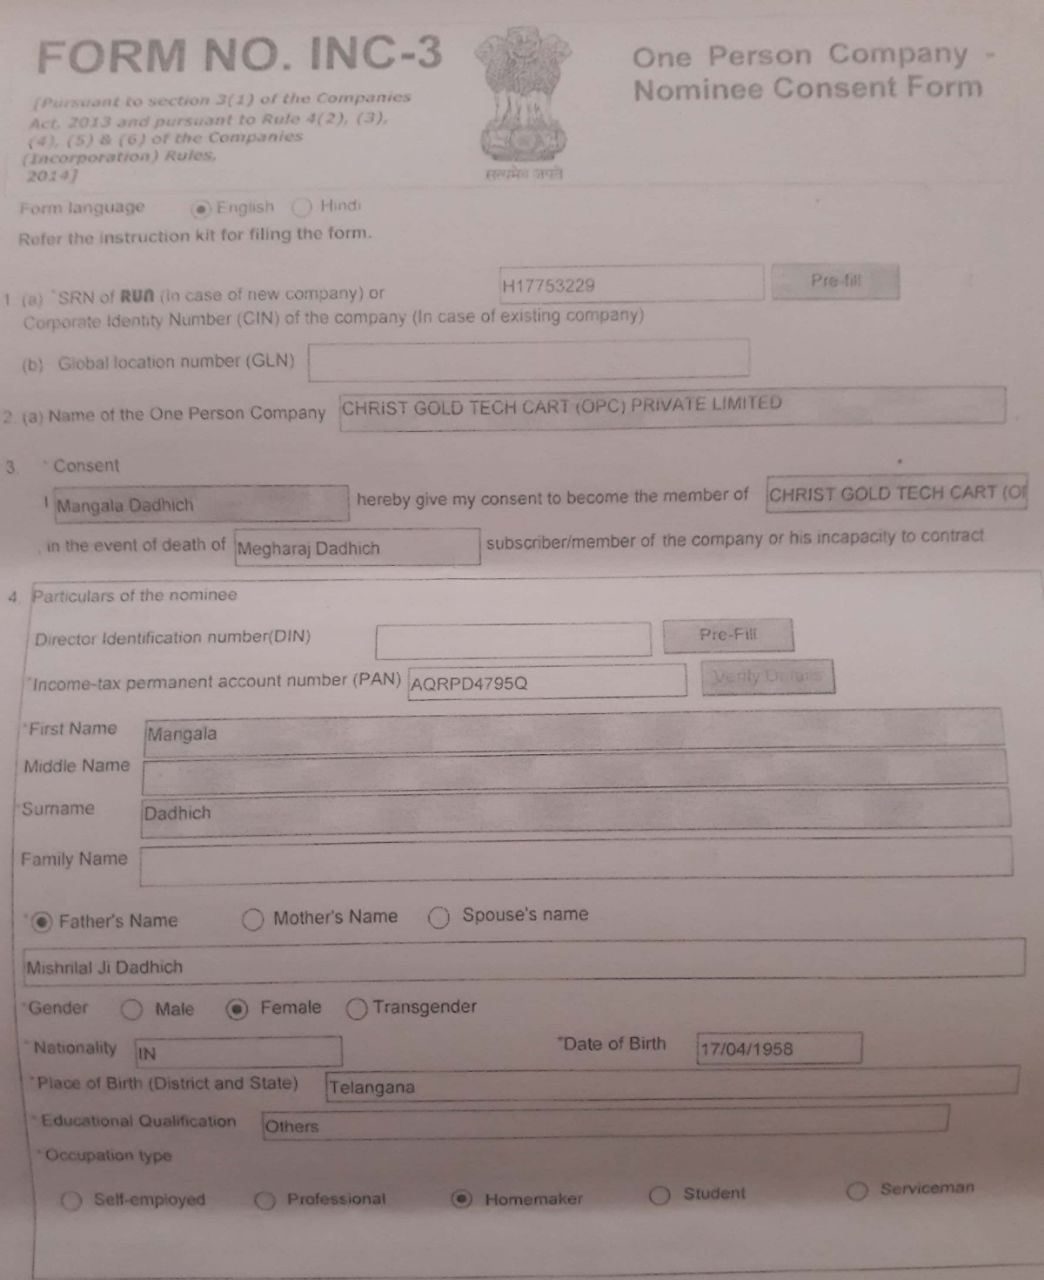 FORM NO. INC-3
One Person Company -
Nominee Consent Form
[Pursuant to section 3(1) of the Companies
Act, 2013 and pursuant to Rule 4(2), (3),
(4), (5) & (6) of the Companies
(Incorporation) Rules,
2014]
सत्यमेव जयते
Form language English Hindi
Refer the instruction kit for filing the form.
1 (a) *SRN of RUN (In case of new company) or H17753229 Pre-fill
Corporate Identity Number (CIN) of the company (In case of existing company)
(b) Global location number (GLN)
2. (a) Name of the One Person Company CHRIST GOLD TECH CART (OPC) PRIVATE LIMITED
3. * Consent
I Mangala Dadhich hereby give my consent to become the member of CHRIST GOLD TECH CART (O
, in the event of death of Megharaj Dadhich subscriber/member of the company or his incapacity to contract
4. Particulars of the nominee
Director Identification number(DIN) Pre-Fill
*Income-tax permanent account number (PAN) AQRPD4795Q Verify Details
*First Name Mangala
Middle Name
*Surname Dadhich
Family Name
* Father's Name Mother's Name Spouse's name
Mishrilal Ji Dadhich
*Gender Male Female Transgender
*Nationality IN *Date of Birth 17/04/1958
*Place of Birth (District and State) Telangana
*Educational Qualification Others
*Occupation type
Self-employed Professional Homemaker Student Serviceman